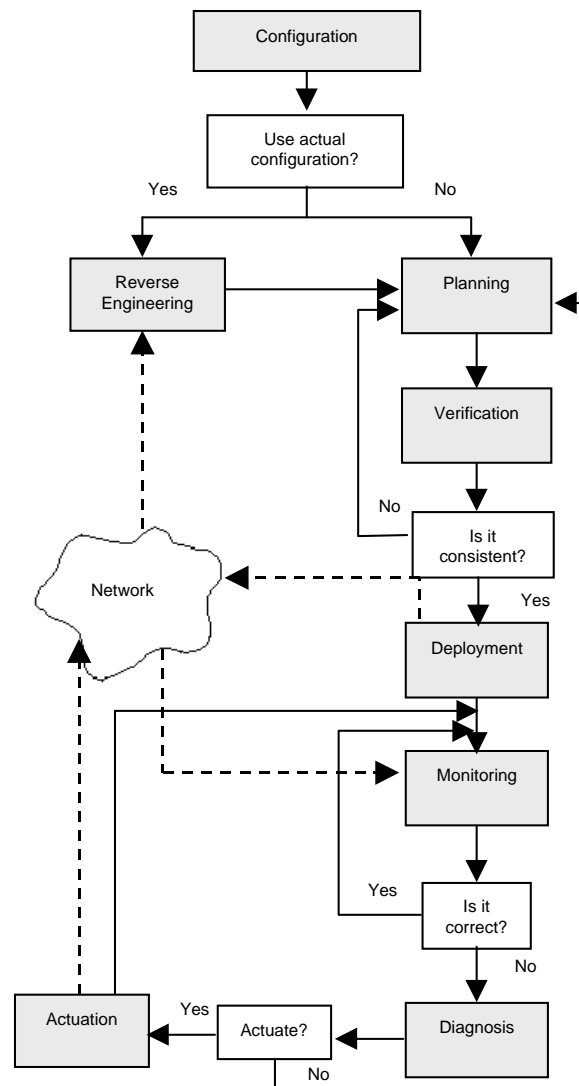 Configuration
Use actual
configuration?
Yes
No
Reverse
Engineering
Planning
Verification
No
Is it
consistent?
Network
Yes
Deployment
Monitoring
Yes
Is it
correct?
No
Actuation
Yes
Actuate?
Diagnosis
No